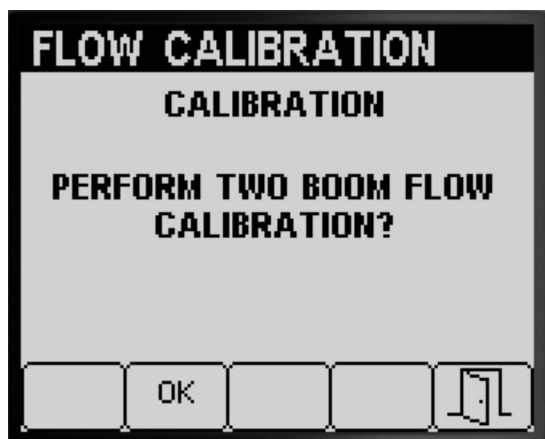 FLOW CALIBRATION
CALIBRATION
PERFORM TWO BOOM FLOW
CALIBRATION?
OK